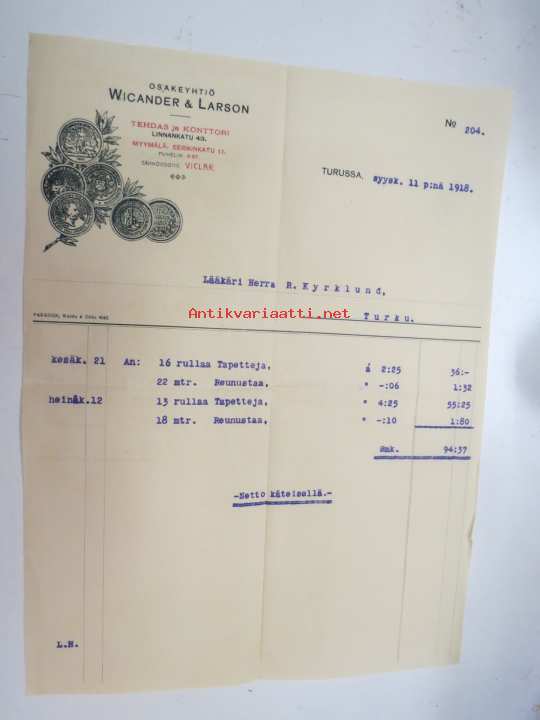 OSAKEYHTIÖ
WICANDER & LARSON
TEHDAS ja KONTTORI
LINNANKATU 43.
MYYMÄLÄ, EERIKINKATU 11.
PUHELIN
SÄHKÖOSOITE VICLAR
No 204.
TURUSSA, syysk. 11 p:nä 1918.
Lääkäri Herra R. Kyrklund,
Antikvariaatti.net
Turku.
kesäk. 21 An: 16 rullaa Tapetteja, á 2:25 36:-
22 mtr. Reunustaa, " -:06 1:32
heinäk.12 13 rullaa Tapetteja, " 4:25 55:25
18 mtr. Reunustaa, " -:10 1:80
Smk. 94:37
-Netto käteisellä.-
L.H.